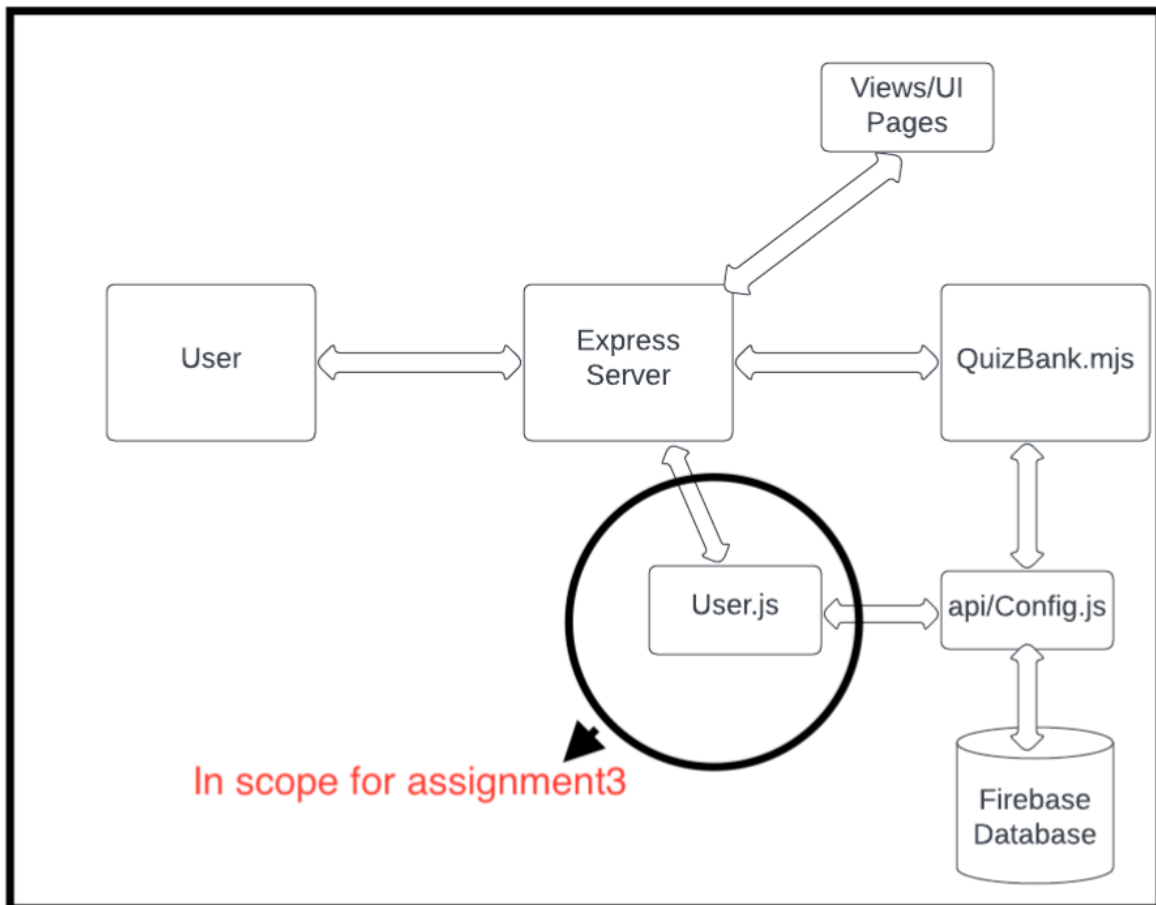 Views/UI
Pages
User
Express
Server
QuizBank.mjs
User.js
api/Config.js
In scope for assignment3
Firebase
Database